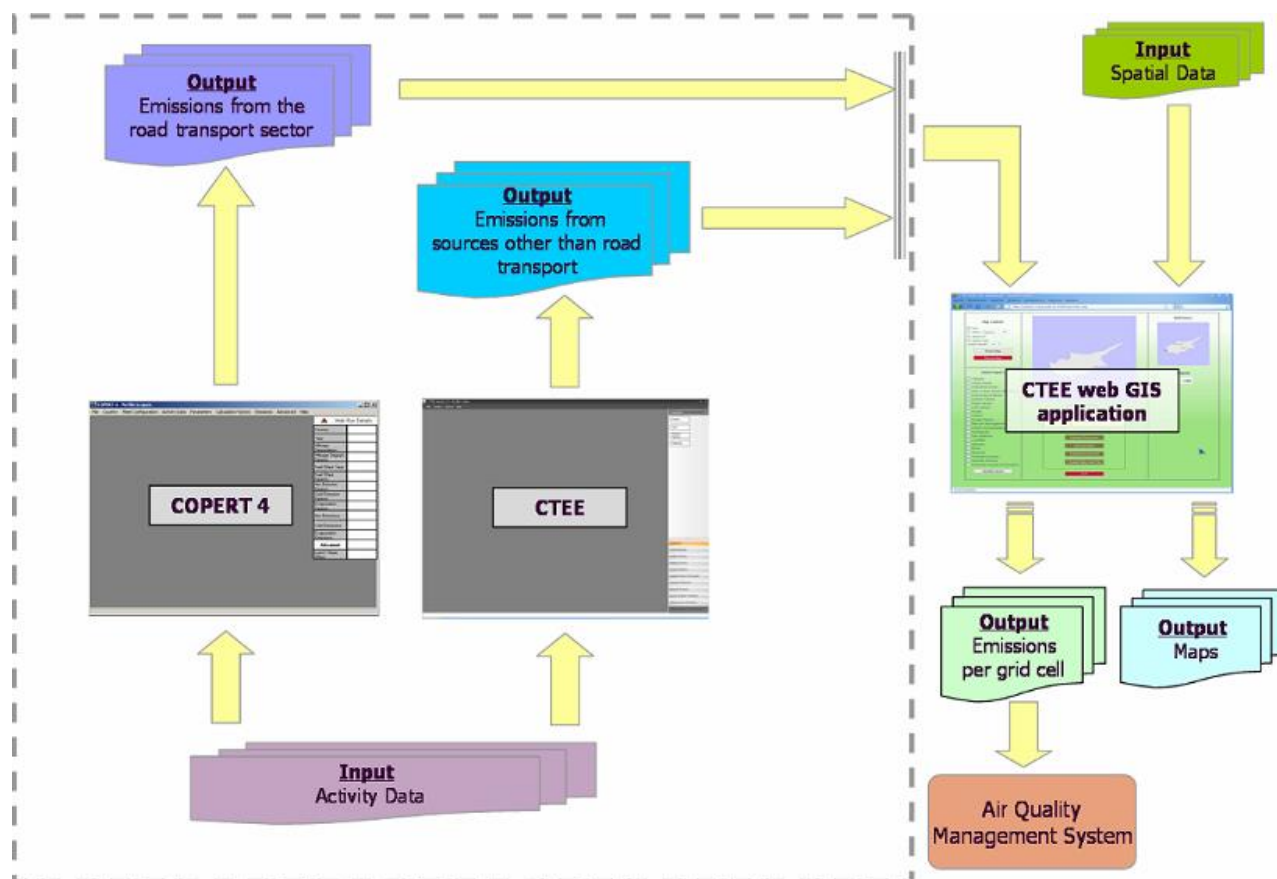 Output
Emissions from the
road transport sector
Output
Emissions from
sources other than road
transport
Input
Spatial Data
COPERT 4
CTEE
CTEE web GIS
application
Output
Emissions
per grid cell
Output
Maps
Input
Activity Data
Air Quality
Management System